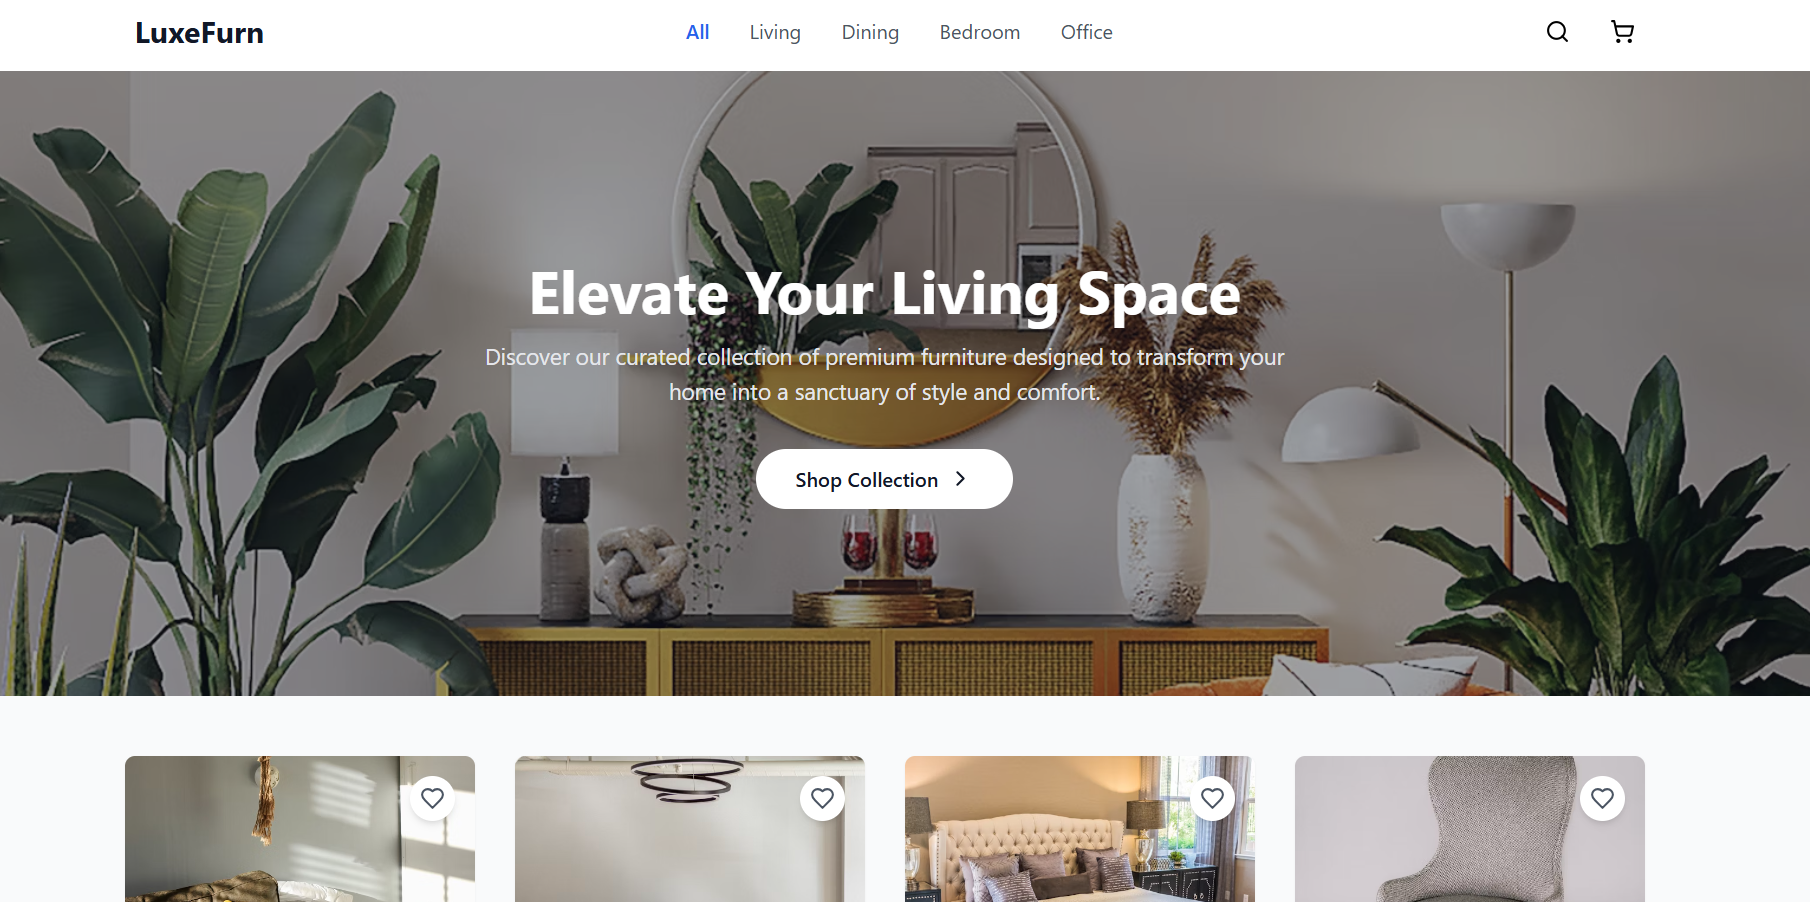 LuxeFurn
All
Living
Dining
Bedroom
Office
Elevate Your Living Space
Discover our curated collection of premium furniture designed to transform your
home into a sanctuary of style and comfort.
Shop Collection